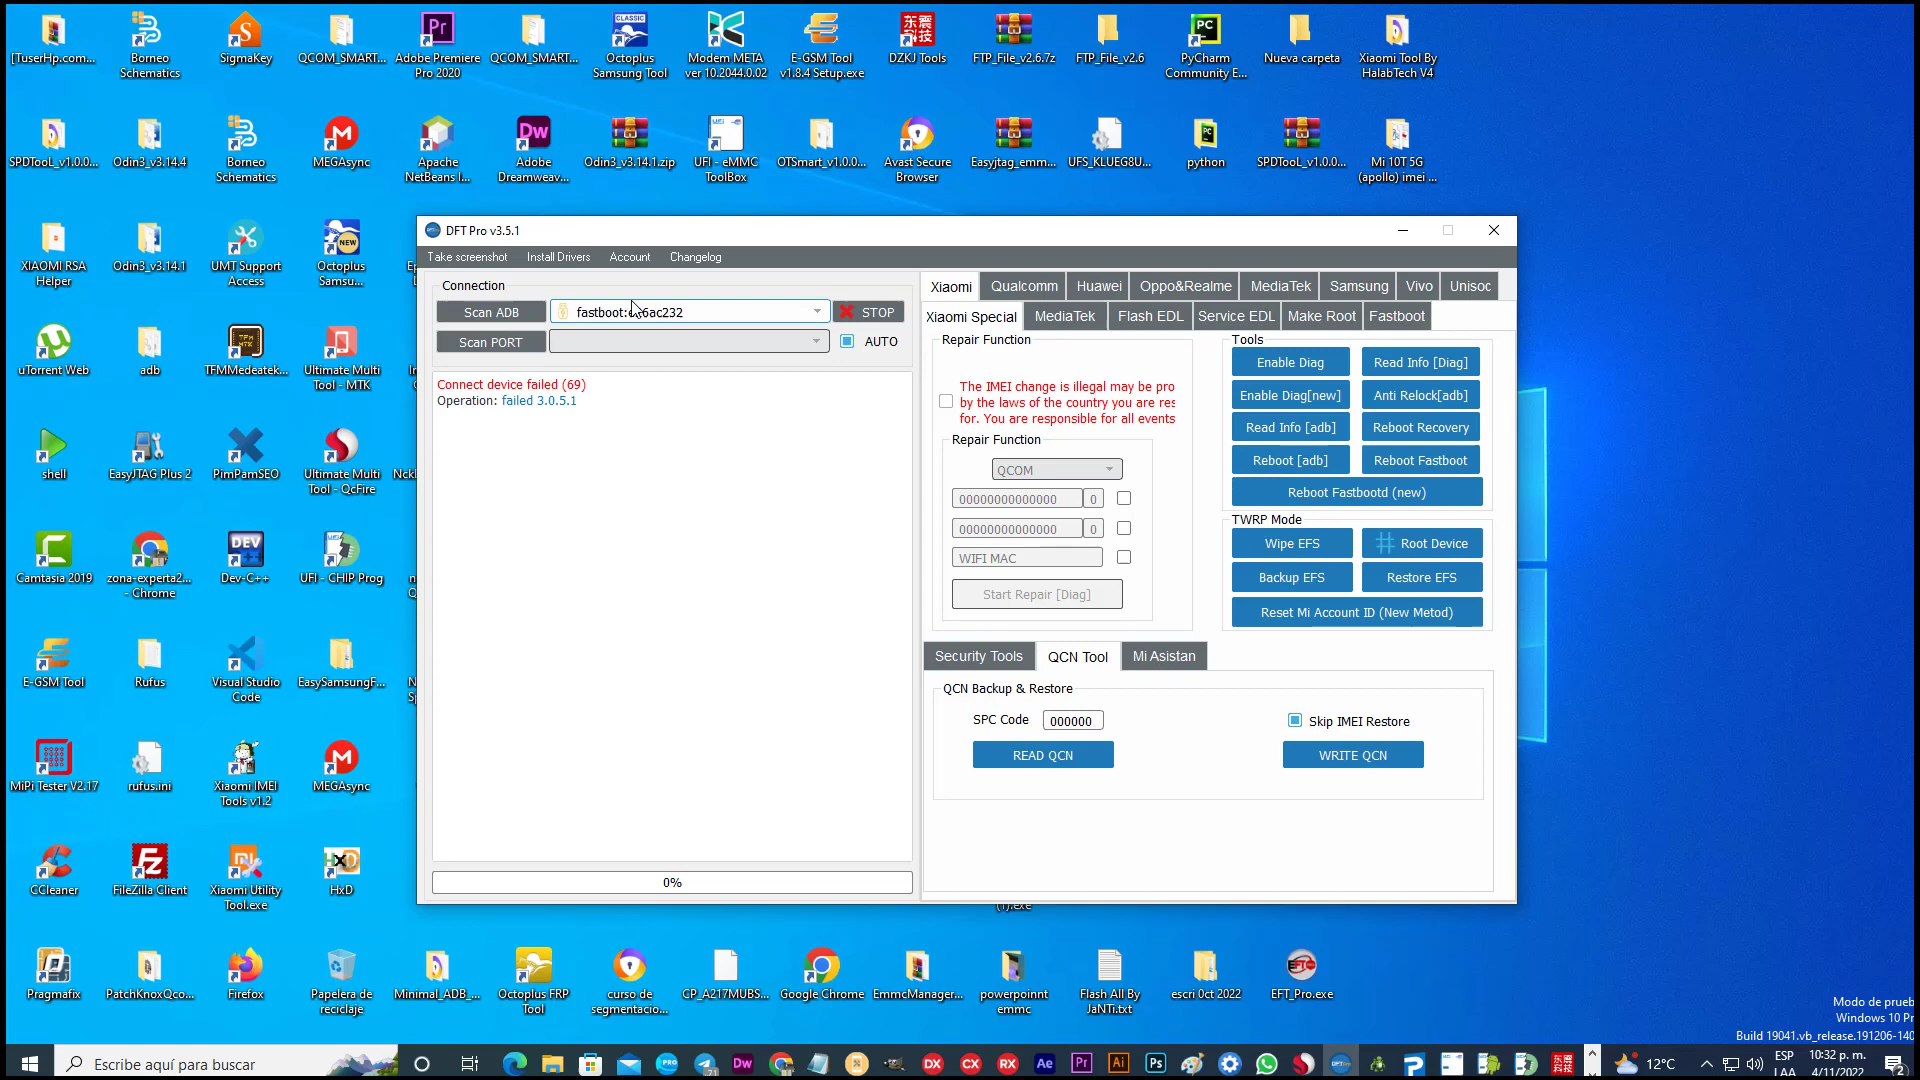 [TuserHp.com...
Borneo
Schematics
SigmaKey
QCOM_SMART...
Adobe Premiere
Pro 2020
QCOM_SMART...
Octoplus
Samsung Tool
Modem META
ver 10.2044.0.02
E-GSM Tool
v1.8.4 Setup.exe
DZKJ Tools
FTP_File_v2.6.7z
FTP_File_v2.6
PyCharm
Community E...
Nueva carpeta
Xiaomi Tool By
HalabTech V4
SPDTooL_v1.0.0...
Odin3_v3.14.4
Borneo
Schematics
MEGAsync
Apache
NetBeans I...
Adobe
Dreamweav...
Odin3_v3.14.1.zip
UFI - eMMC
ToolBox
OTSmart_v1.0.0...
Avast Secure
Browser
Easyjtag_emm...
UFS_KLUEG8U...
python
SPDTooL_v1.0.0...
Mi 10T 5G
(apollo) imei ...
XIAOMI RSA
Helper
Odin3_v3.14.1
UMT Support
Access
Octoplus
Samsu...
uTorrent Web
adb
TFMMedeatek...
Ultimate Multi
Tool - MTK
shell
EasyJTAG Plus 2
PimPamSEO
Ultimate Multi
Tool - QcFire
Camtasia 2019
zona-experta2...
- Chrome
Dev-C++
UFI - CHIP Prog
E-GSM Tool
Rufus
Visual Studio
Code
EasySamsungF...
MiPi Tester V2.17
rufus.ini
Xiaomi IMEI
Tools v1.2
MEGAsync
CCleaner
FileZilla Client
Xiaomi Utility
Tool.exe
HxD
Pragmafix
PatchKnoxQco...
Firefox
Papelera de
reciclaje
Minimal_ADB_...
Octoplus FRP
Tool
curso de
segmentacio...
CP_A217MUBS...
Google Chrome
EmmcManager...
powerpoinnt
emmc
Flash All By
JaNTi.txt
escri 0ct 2022
EFT_Pro.exe
DFT Pro v3.5.1
Take screenshot
Install Drivers
Account
Changelog
Connection
Scan ADB
STOP
Scan PORT
AUTO
Connect device failed (69)
Operation: failed 3.0.5.1
0%
Xiaomi
Qualcomm
Huawei
Oppo&Realme
MediaTek
Samsung
Vivo
Unisoc
Xiaomi Special
MediaTek
Flash EDL
Service EDL
Make Root
Fastboot
Repair Function
The IMEI change is illegal may be pro
by the laws of the country you are res
for. You are responsible for all events
Repair Function
QCOM
00000000000000 0
00000000000000 0
WIFI MAC
Start Repair [Diag]
Tools
Enable Diag
Read Info [Diag]
Enable Diag[new]
Anti Relock[adb]
Read Info [adb]
Reboot Recovery
Reboot [adb]
Reboot Fastboot
Reboot Fastbootd (new)
TWRP Mode
Wipe EFS
Root Device
Backup EFS
Restore EFS
Reset Mi Account ID (New Metod)
Security Tools
QCN Tool
Mi Asistan
QCN Backup & Restore
SPC Code
000000
Skip IMEI Restore
READ QCN
WRITE QCN
Modo de prueb
Windows 10 Pr
Build 19041.vb_release.191206-140
Escribe aquí para buscar
12°C
ESP
LAA
10:32 p. m.
4/11/2022